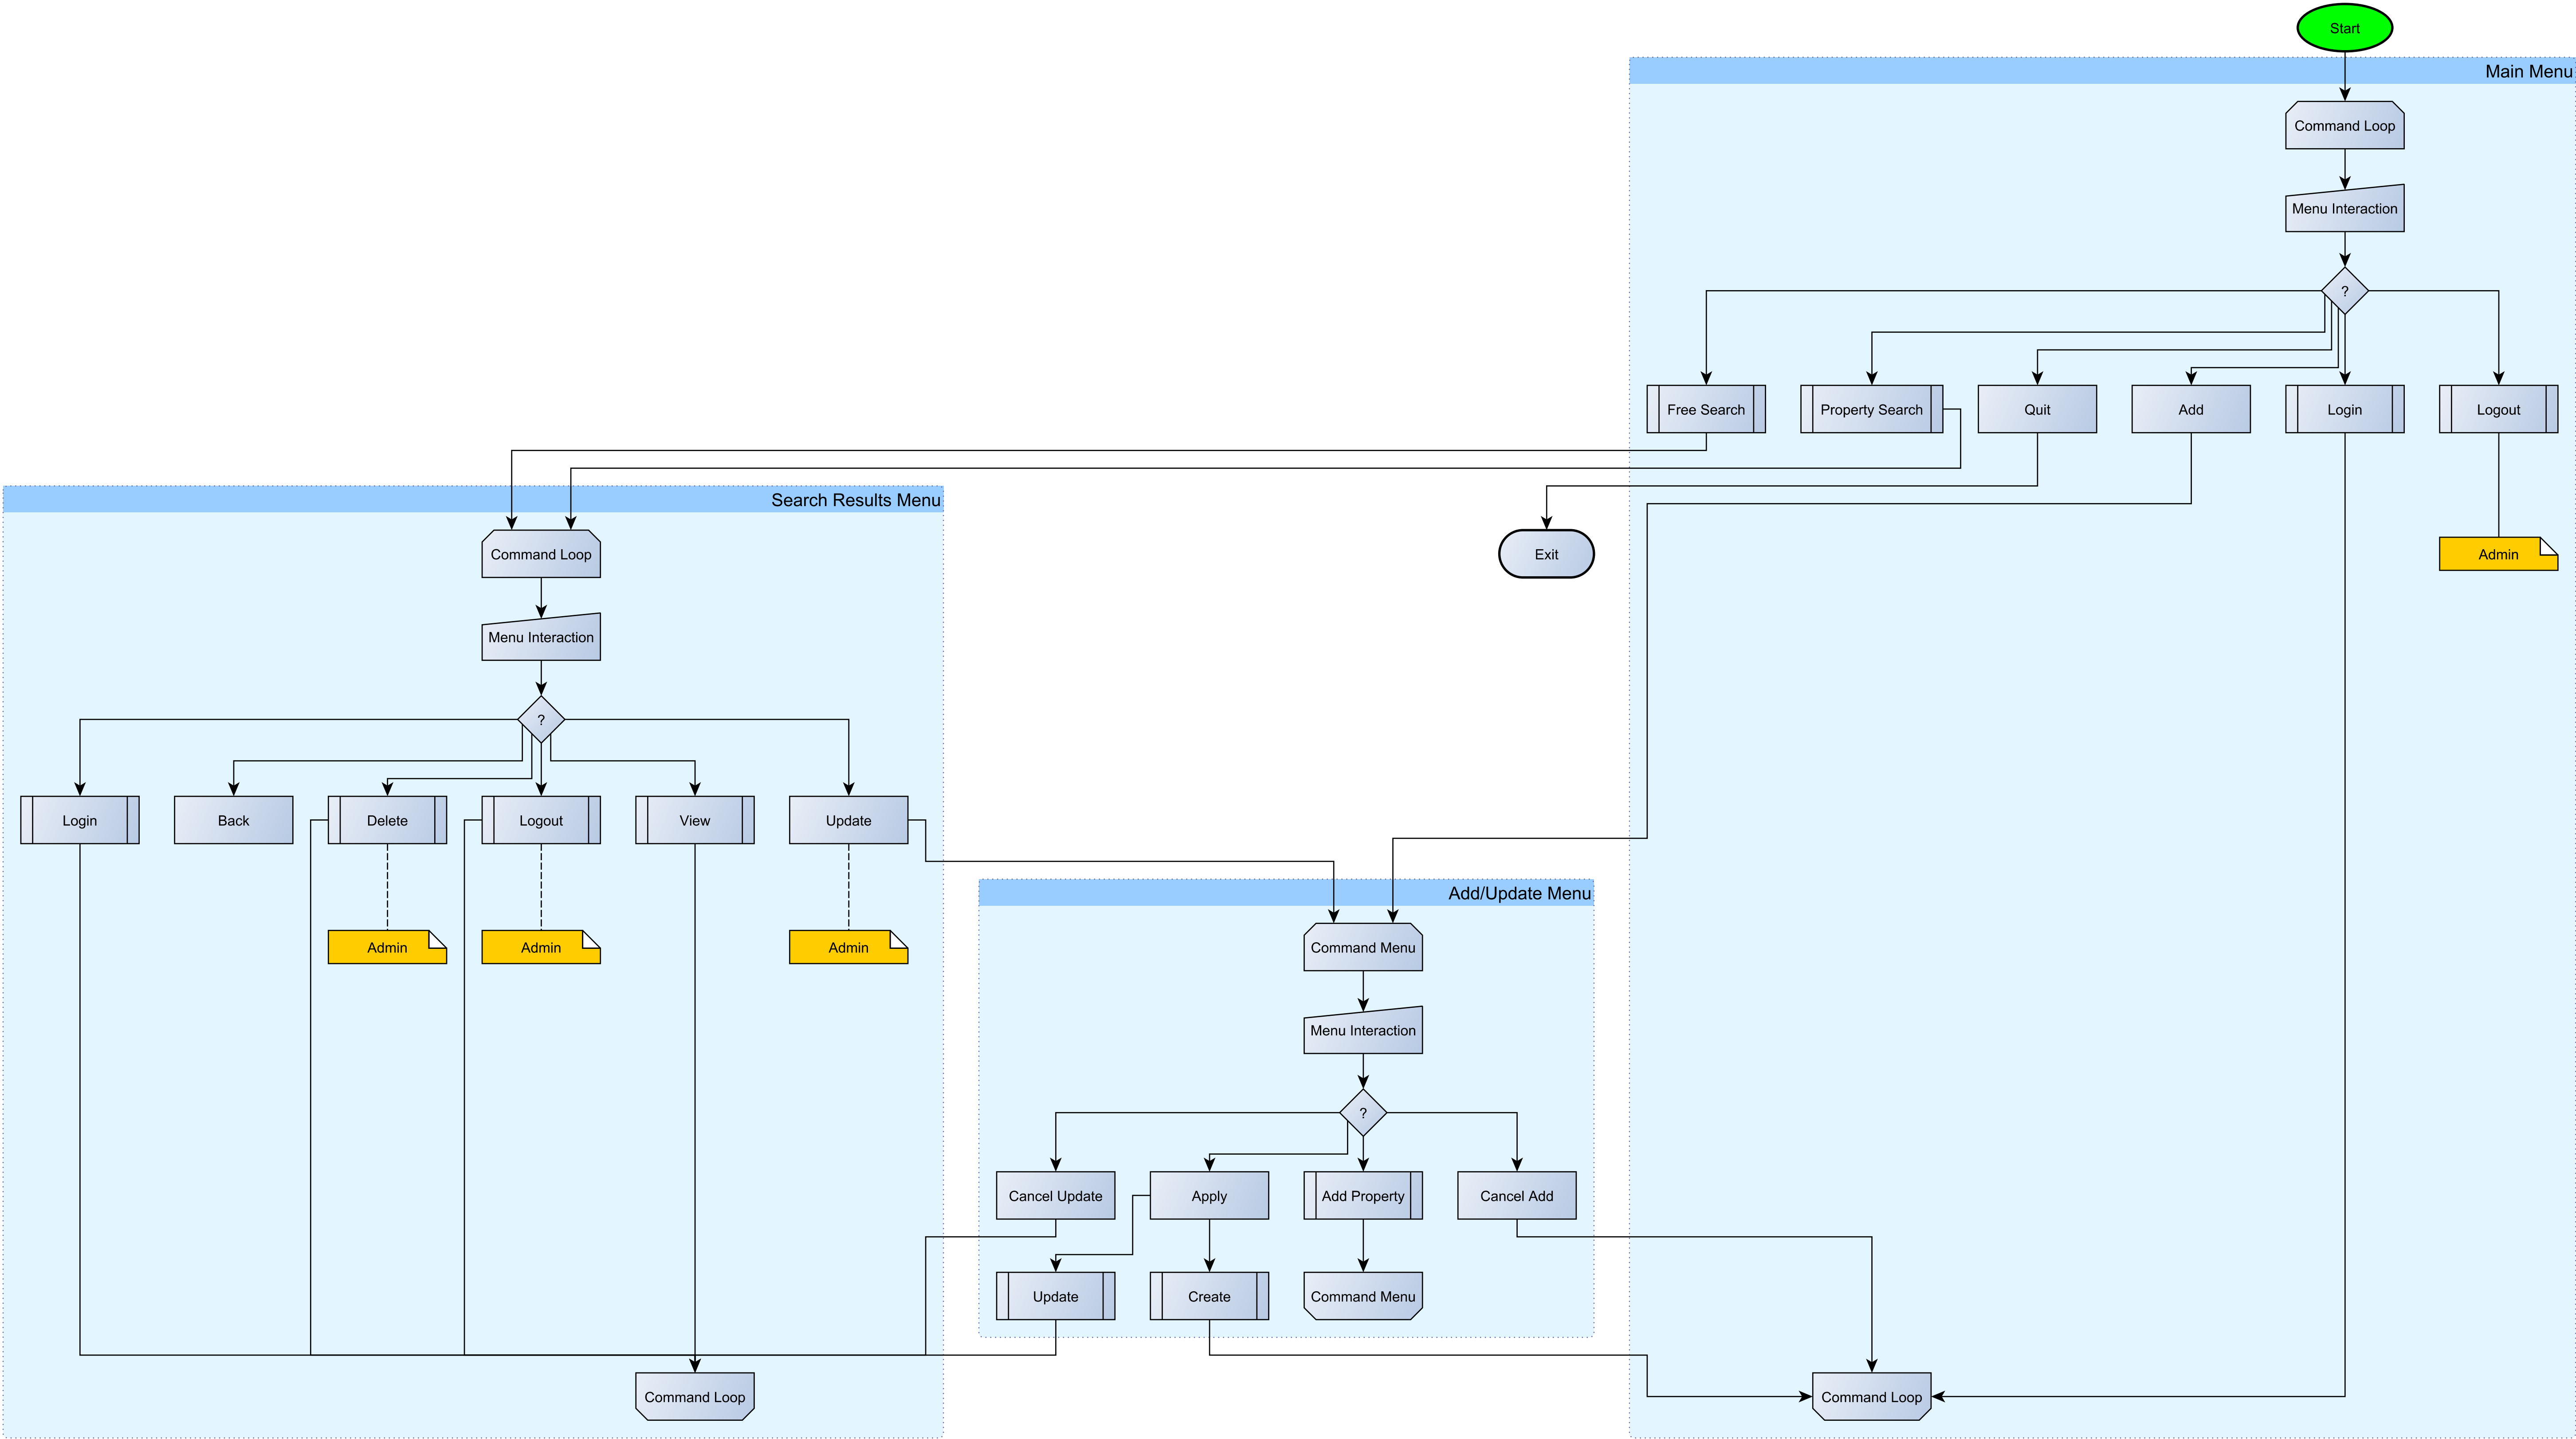 Start
Main Menu
Command Loop
Menu Interaction
?
Free Search
Property Search
Quit
Add
Login
Logout
Search Results Menu
Command Loop
Exit
Admin
Menu Interaction
?
Login
Back
Delete
Logout
View
Update
Add/Update Menu
Admin
Admin
Admin
Command Menu
Menu Interaction
?
Cancel Update
Apply
Add Property
Cancel Add
Update
Create
Command Menu
Command Loop
Command Loop